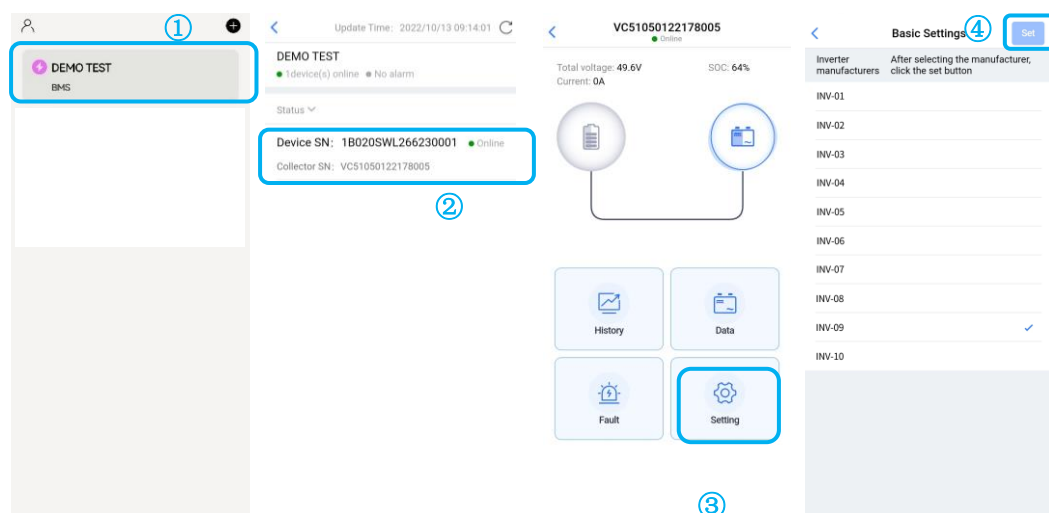 ①
DEMO TEST
BMS
Update Time: 2022/10/13 09:14:01
DEMO TEST
1device(s) online No alarm
Status
Device SN: 1B020SWL266230001 Online
Collector SN: VC51050122178005
②
VC51050122178005
Online
Total voltage: 49.6V SOC: 64%
Current: 0A
History Data
Fault Setting
③
Basic Settings ④ Set
Inverter manufacturers
After selecting the manufacturer,
click the set button
INV-01
INV-02
INV-03
INV-04
INV-05
INV-06
INV-07
INV-08
INV-09
INV-10